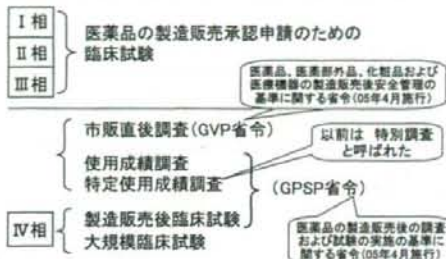 Ⅰ相
Ⅱ相
Ⅲ相
医薬品の製造販売承認申請のための
臨床試験
医薬品、医薬部外品、化粧品および
医療機器の製造販売後安全管理の
基準に関する省令(05年4月施行)
市販直後調査(GVP省令)
以前は 特別調査
と呼ばれた
使用成績調査
特定使用成績調査
(GPSP省令)
Ⅳ相
製造販売後臨床試験
大規模臨床試験
医薬品の製造販売後の調査
および試験の実施の基準に
関する省令(05年4月施行)